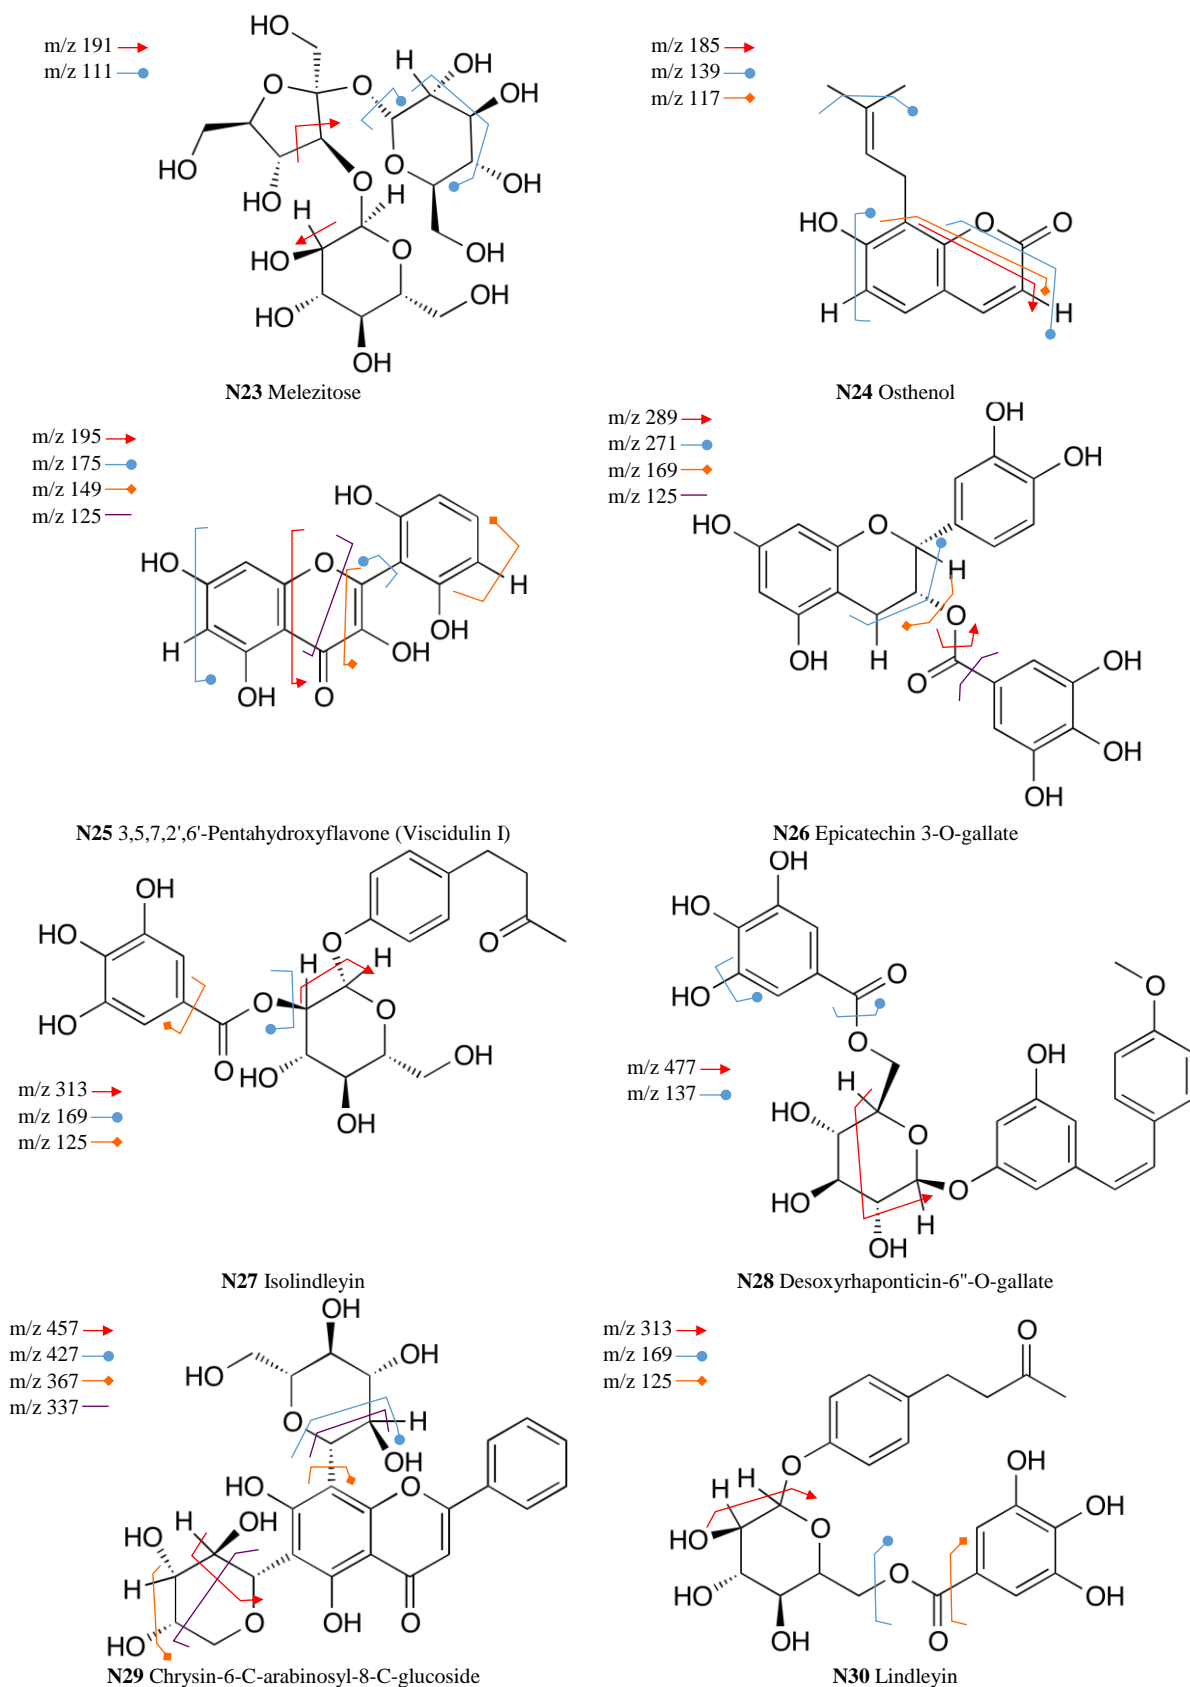 m/z 191
m/z 111
HO
HO
O
O
H
OH
OH
HO
HO
O
O
OH
H
H
HO
O
HO
HO
OH
OH
OH
N23 Melezitose
m/z 185
m/z 139
m/z 117
HO
O
O
H
H
N24 Osthenol
m/z 195
m/z 175
m/z 149
m/z 125
HO
HO
O
H
OH
H
OH
OH
O
N25 3,5,7,2',6'-Pentahydroxyflavone (Viscidulin I)
m/z 289
m/z 271
m/z 169
m/z 125
OH
OH
HO
O
H
O
OH
H
O
OH
OH
OH
N26 Epicatechin 3-O-gallate
OH
HO
HO
O
O
H
H
O
O
O
HO
OH
OH
m/z 313
m/z 169
m/z 125
N27 Isolindleyin
OH
HO
HO
O
O
O
m/z 477
m/z 137
OH
H
HO
O
HO
O
H
OH
N28 Desoxyrhaponticin-6"-O-gallate
m/z 457
m/z 427
m/z 367
m/z 337
OH
HO
OH
O
H
OH
HO
O
H
OH
HO
H
HO
O
OH
O
N29 Chrysin-6-C-arabinosyl-8-C-glucoside
m/z 313
m/z 169
m/z 125
O
O
H
H
HO
O
OH
OH
HO
O
OH
OH
O
N30 Lindleyin